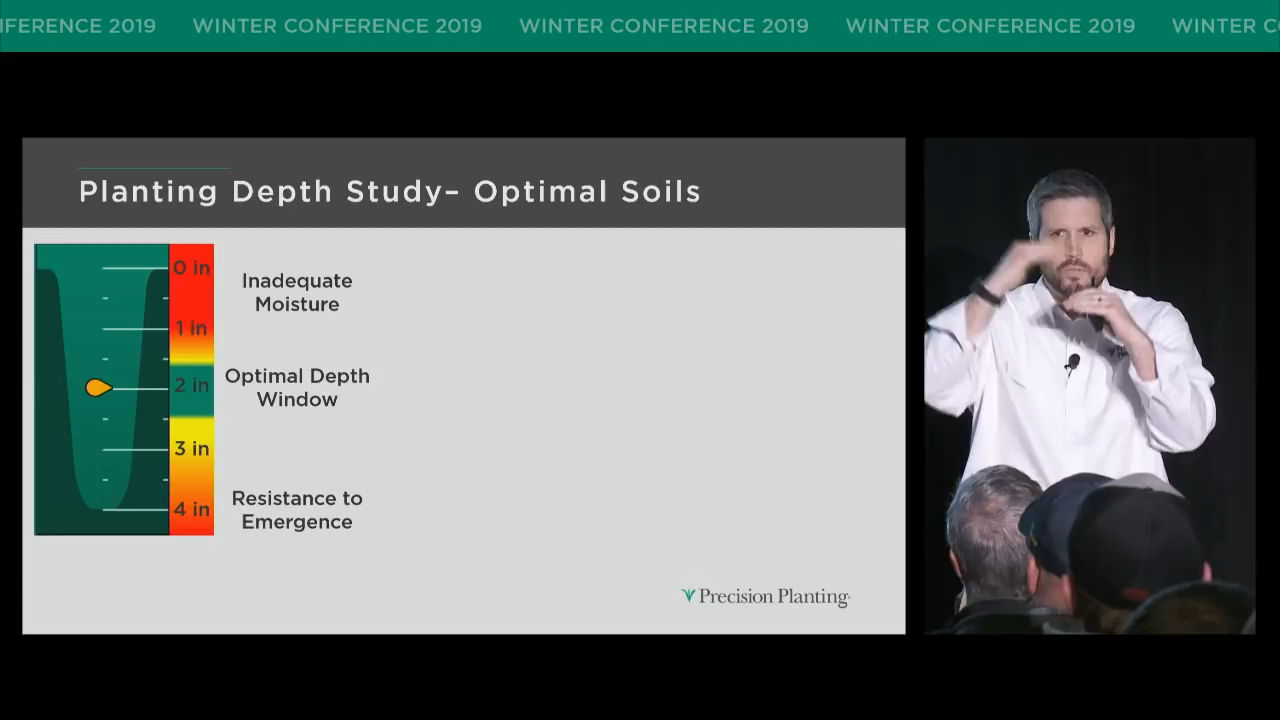 FERENCE 2019 WINTER CONFERENCE 2019 WINTER CONFERENCE 2019 WINTER CONFERENCE 2019 WINTER C
Planting Depth Study– Optimal Soils
0 in
Inadequate
Moisture
1 in
Optimal Depth
2 in
Window
3 in
Resistance to
4 in
Emergence
Precision Planting